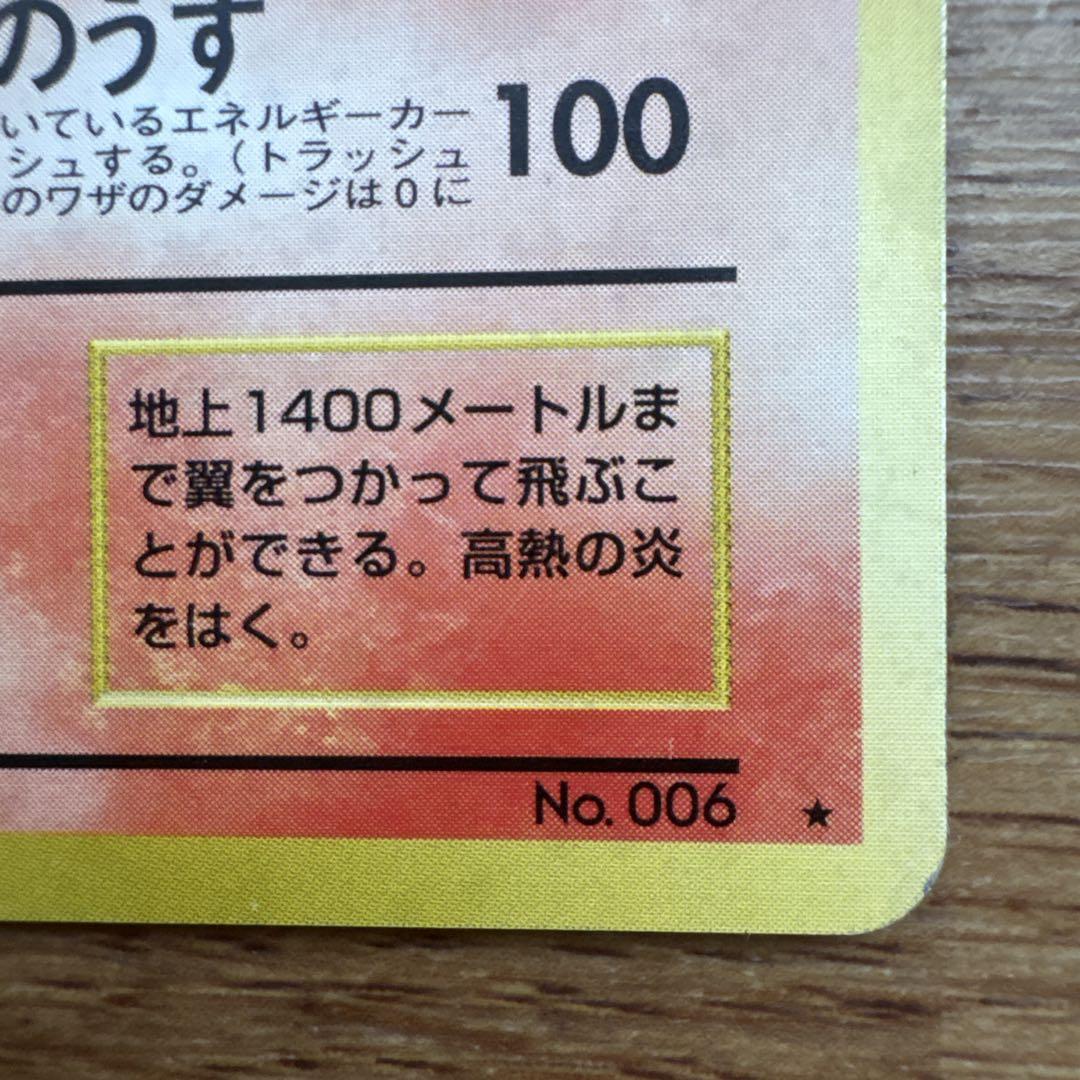 のうず
100
いているエネルギーカー
シュする。(トラッシュ
のワザのダメージは0に
地上1400メートルま
で翼をつかって飛ぶこ
とができる。高熱の炎
をはく。
No. 006 ★